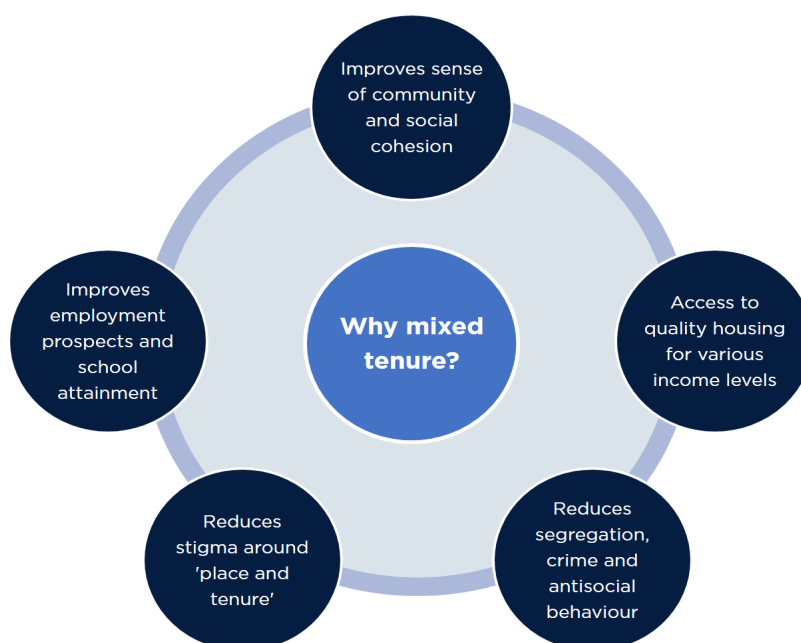 Improves sense
of community
and social
cohesion
Improves
employment
prospects and
school
attainment
Why mixed
tenure?
Access to
quality housing
for various
income levels
Reduces
stigma around
'place and
tenure'
Reduces
segregation,
crime and
antisocial
behaviour